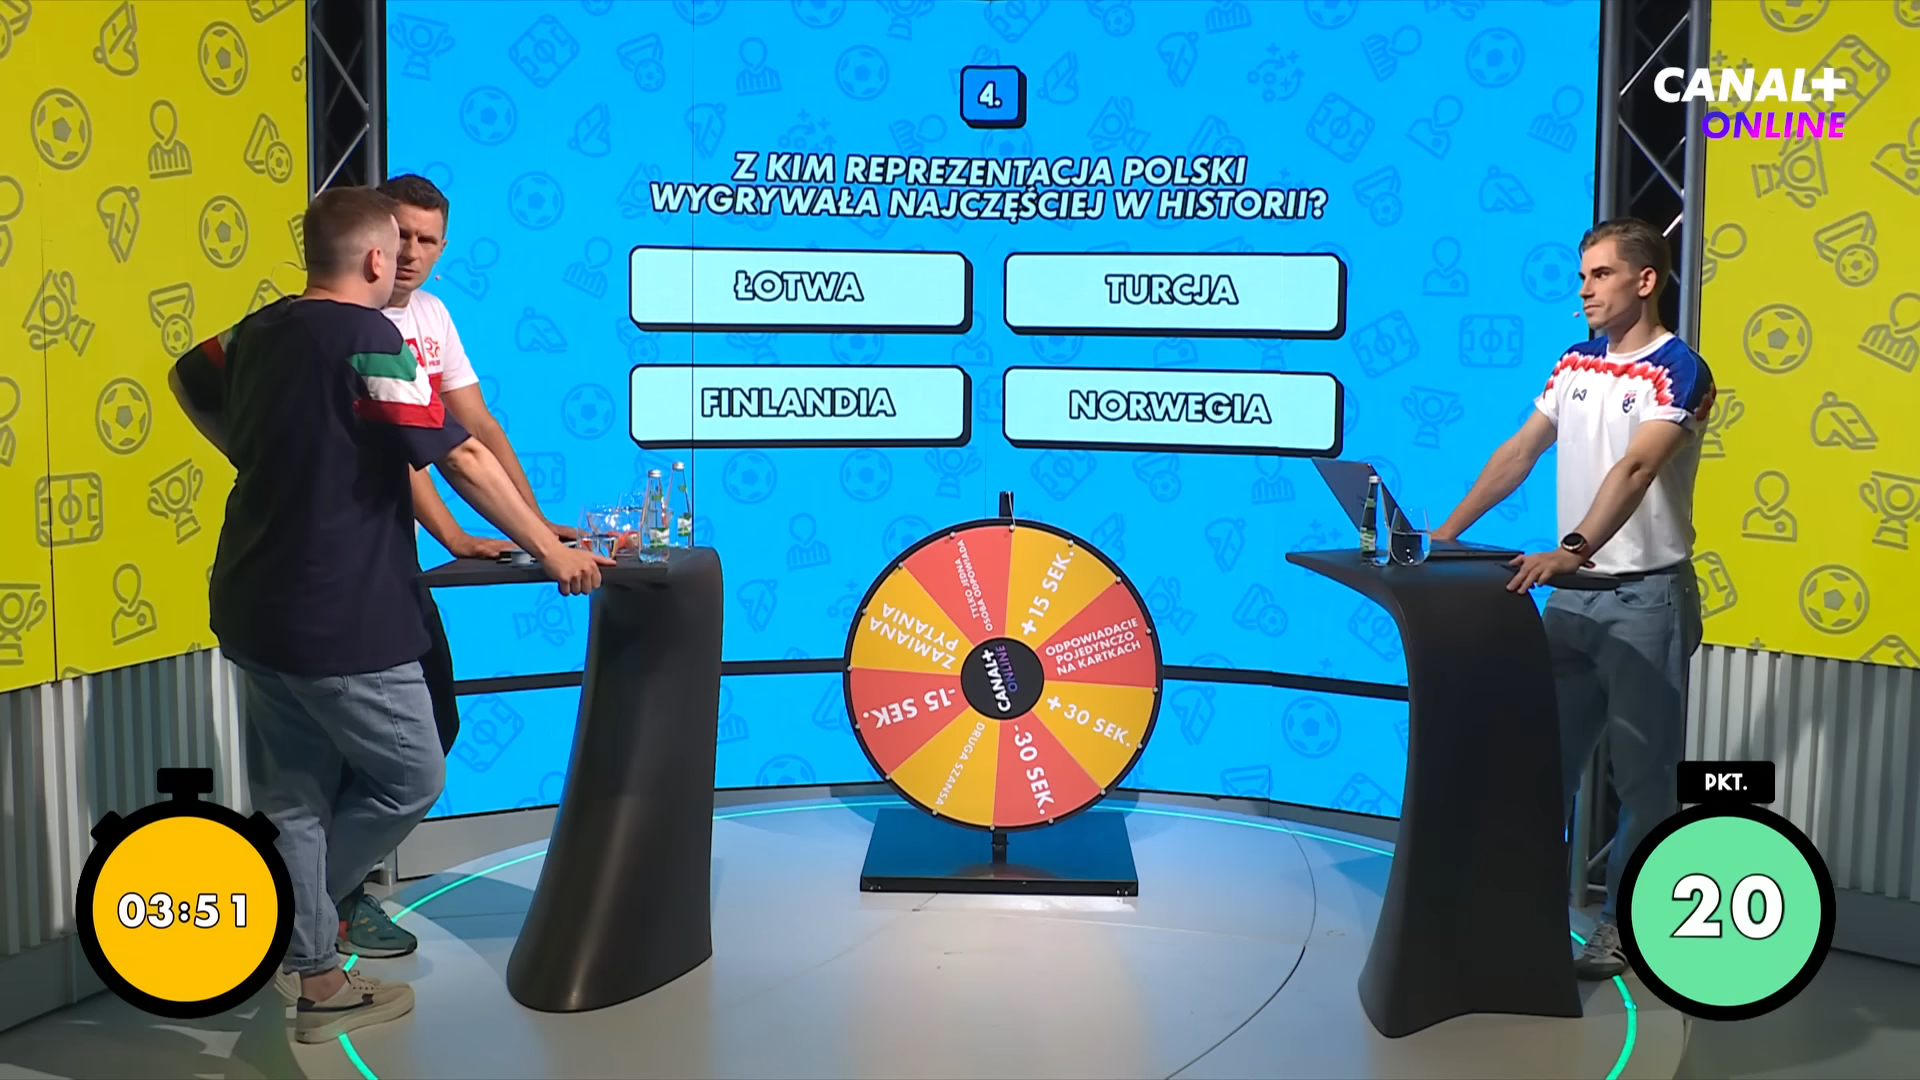 CANAL+
ONLINE
4.
Z KIM REPREZENTACJA POLSKI
WYGRYWAŁA NAJCZĘŚCIEJ W HISTORII?
ŁOTWA
TURCJA
FINLANDIA
NORWEGIA
TYLKO JEDNA
OSOBA ODPOWIADA
+15 SEK.
ODPOWIADACIE
POJEDYNCZO
NA KARTKACH
+30 SEK.
-30 SEK.
DRUGA SZANSA
-15 SEK.
ZAMIANA
PYTANIA
CANAL+
ONLINE
03:51
PKT.
20